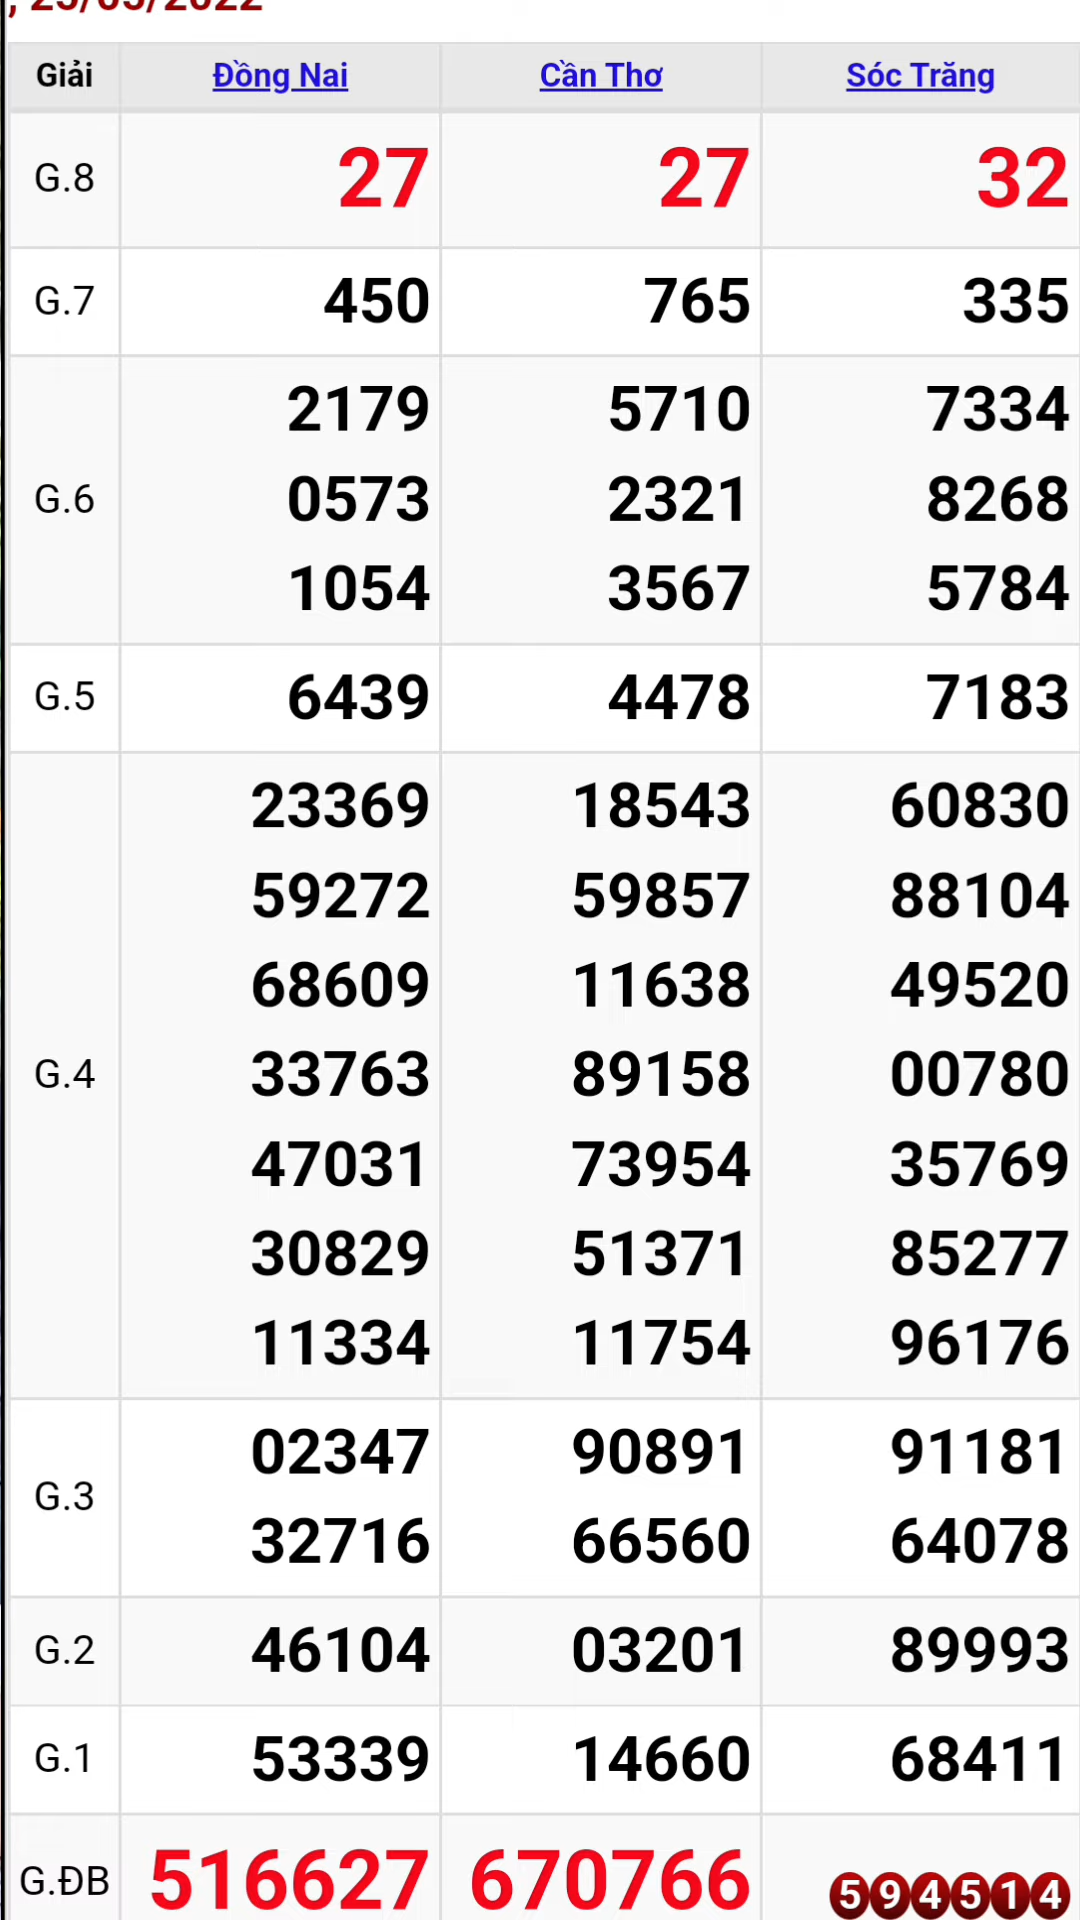 , 25/05/2022
Giải Đồng Nai Cần Thơ Sóc Trăng
G.8 27 27 32
G.7 450 765 335
2179 5710 7334
G.6 0573 2321 8268
1054 3567 5784
G.5 6439 4478 7183
23369 18543 60830
59272 59857 88104
68609 11638 49520
G.4 33763 89158 00780
47031 73954 35769
30829 51371 85277
11334 11754 96176
02347 90891 91181
G.3
32716 66560 64078
G.2 46104 03201 89993
G.1 53339 14660 68411
G.ĐB 516627 670766 594514